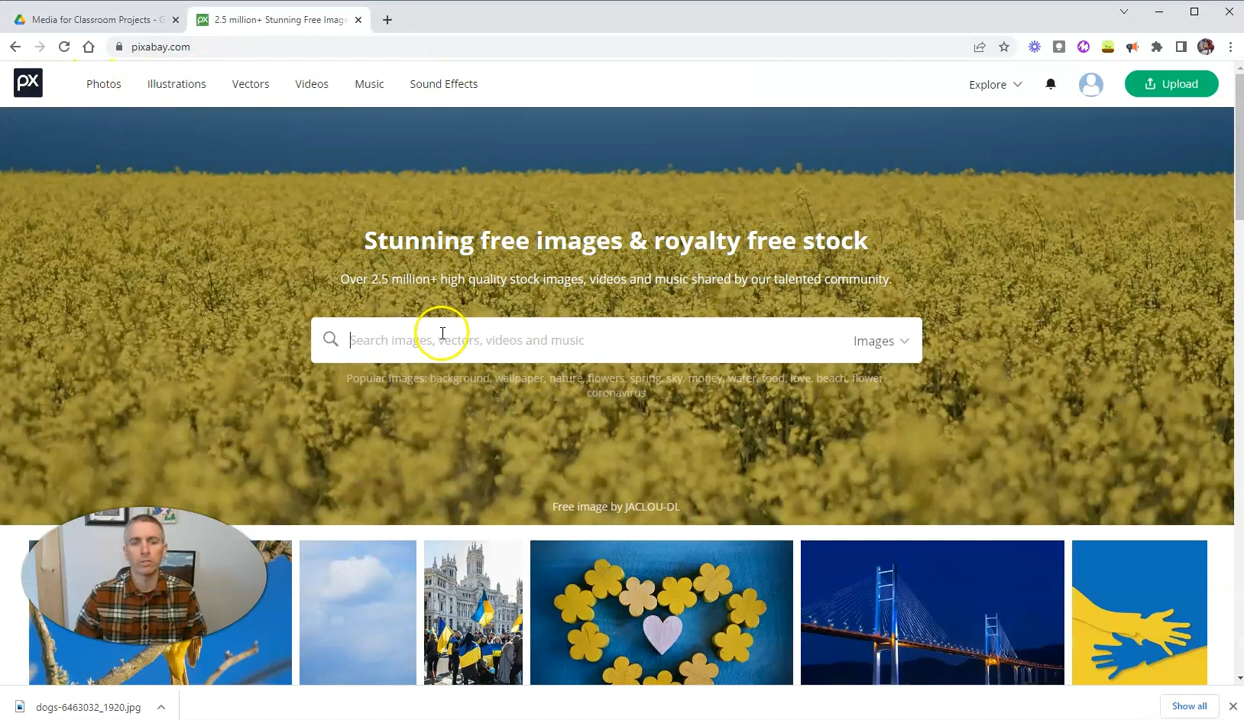 Media for Classroom Projects - G
2.5 million+ Stunning Free Image
pixabay.com
px
Photos
Illustrations
Vectors
Videos
Music
Sound Effects
Explore
Upload
Stunning free images & royalty free stock
Over 2.5 million+ high quality stock images, videos and music shared by our talented community.
Search images, vectors, videos and music
Images
Popular Images: background, wallpaper, nature, flowers, spring, sky, money, water, food, love, beach, flower,
coronavirus
Free image by JACLOU-DL
dogs-6463032_1920.jpg
Show all